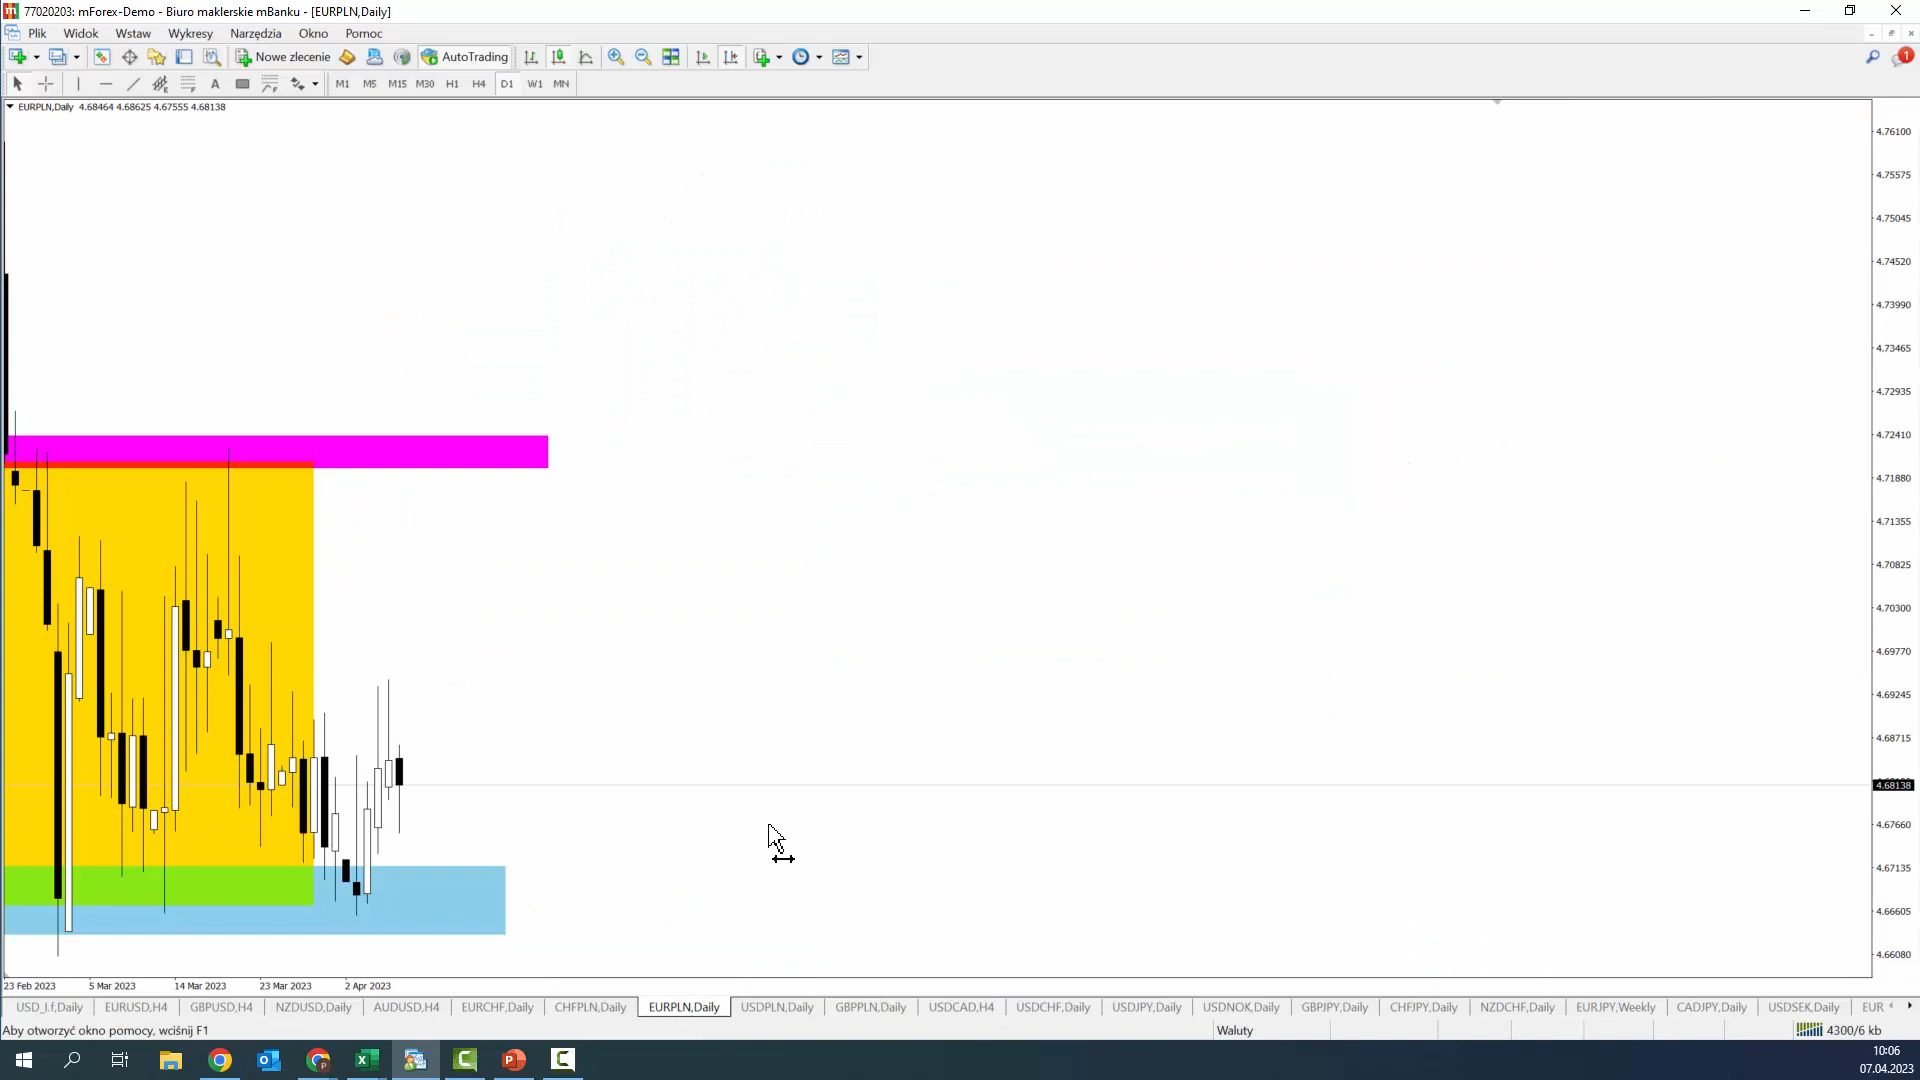 77020203: mForex-Demo - Biuro maklerskie mBanku - [EURPLN,Daily]
Plik Widok Wstaw Wykresy Narzędzia Okno Pomoc
Nowe zlecenie AutoTrading 1
A M1 M5 M15 M30 H1 H4 D1 W1 MN
EURPLN,Daily 4.68464 4.68625 4.67555 4.68138
4.76100
4.75575
4.75045
4.74520
4.73990
4.73465
4.72935
4.72410
4.71880
4.71355
4.70825
4.70300
4.69770
4.69245
4.68715
4.68138
4.67660
4.67135
4.66605
4.66080
23 Feb 2023 5 Mar 2023 14 Mar 2023 23 Mar 2023 2 Apr 2023
USD_I.f,Daily EURUSD,H4 GBPUSD,H4 NZDUSD,Daily AUDUSD,H4 EURCHF,Daily CHFPLN,Daily EURPLN,Daily USDPLN,Daily GBPPLN,Daily USDCAD,H4 USDCHF,Daily USDJPY,Daily USDNOK,Daily GBPJPY,Daily CHFJPY,Daily NZDCHF,Daily EURJPY,Weekly CADJPY,Daily USDSEK,Daily EUR
Aby otworzyć okno pomocy, wciśnij F1 Waluty 4300/6 kb
10:06
07.04.2023